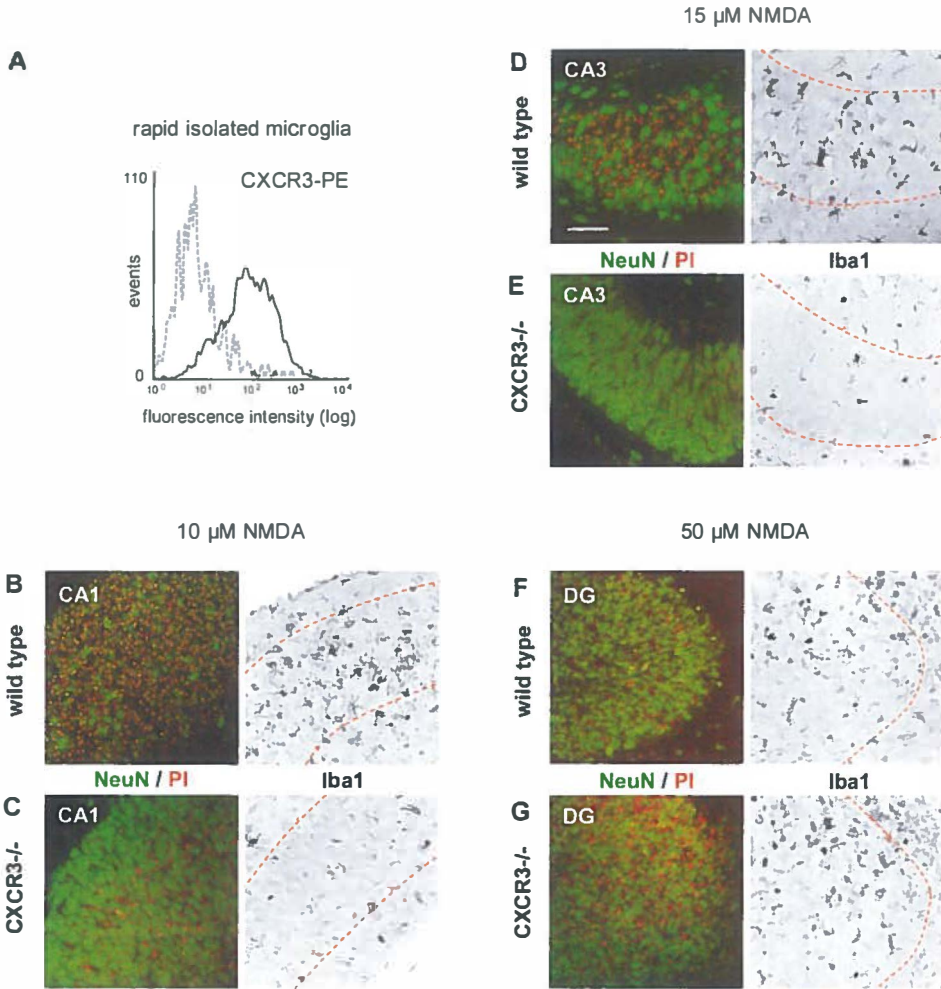 A
rapid isolated microglia
CXCR3-PE
110
events
0
10⁰ 10¹ 10² 10³ 10⁴
fluorescence intensity (log)
10 µM NMDA
B
wild type
CA1
NeuN / PI
Iba1
C
CXCR3-/-
CA1
15 µM NMDA
D
wild type
CA3
NeuN / PI
Iba1
E
CXCR3-/-
CA3
50 µM NMDA
F
wild type
DG
NeuN / PI
Iba1
G
CXCR3-/-
DG